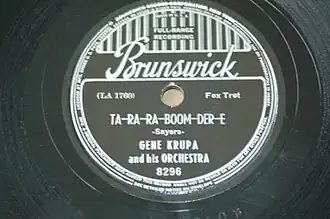 FULL-RANGE
RECORDING
Brunswick
(LA 1760) Fox Trot
TA-RA-RA-BOOM-DER-E
-Sayers-
GENE KRUPA
and his ORCHESTRA
8296